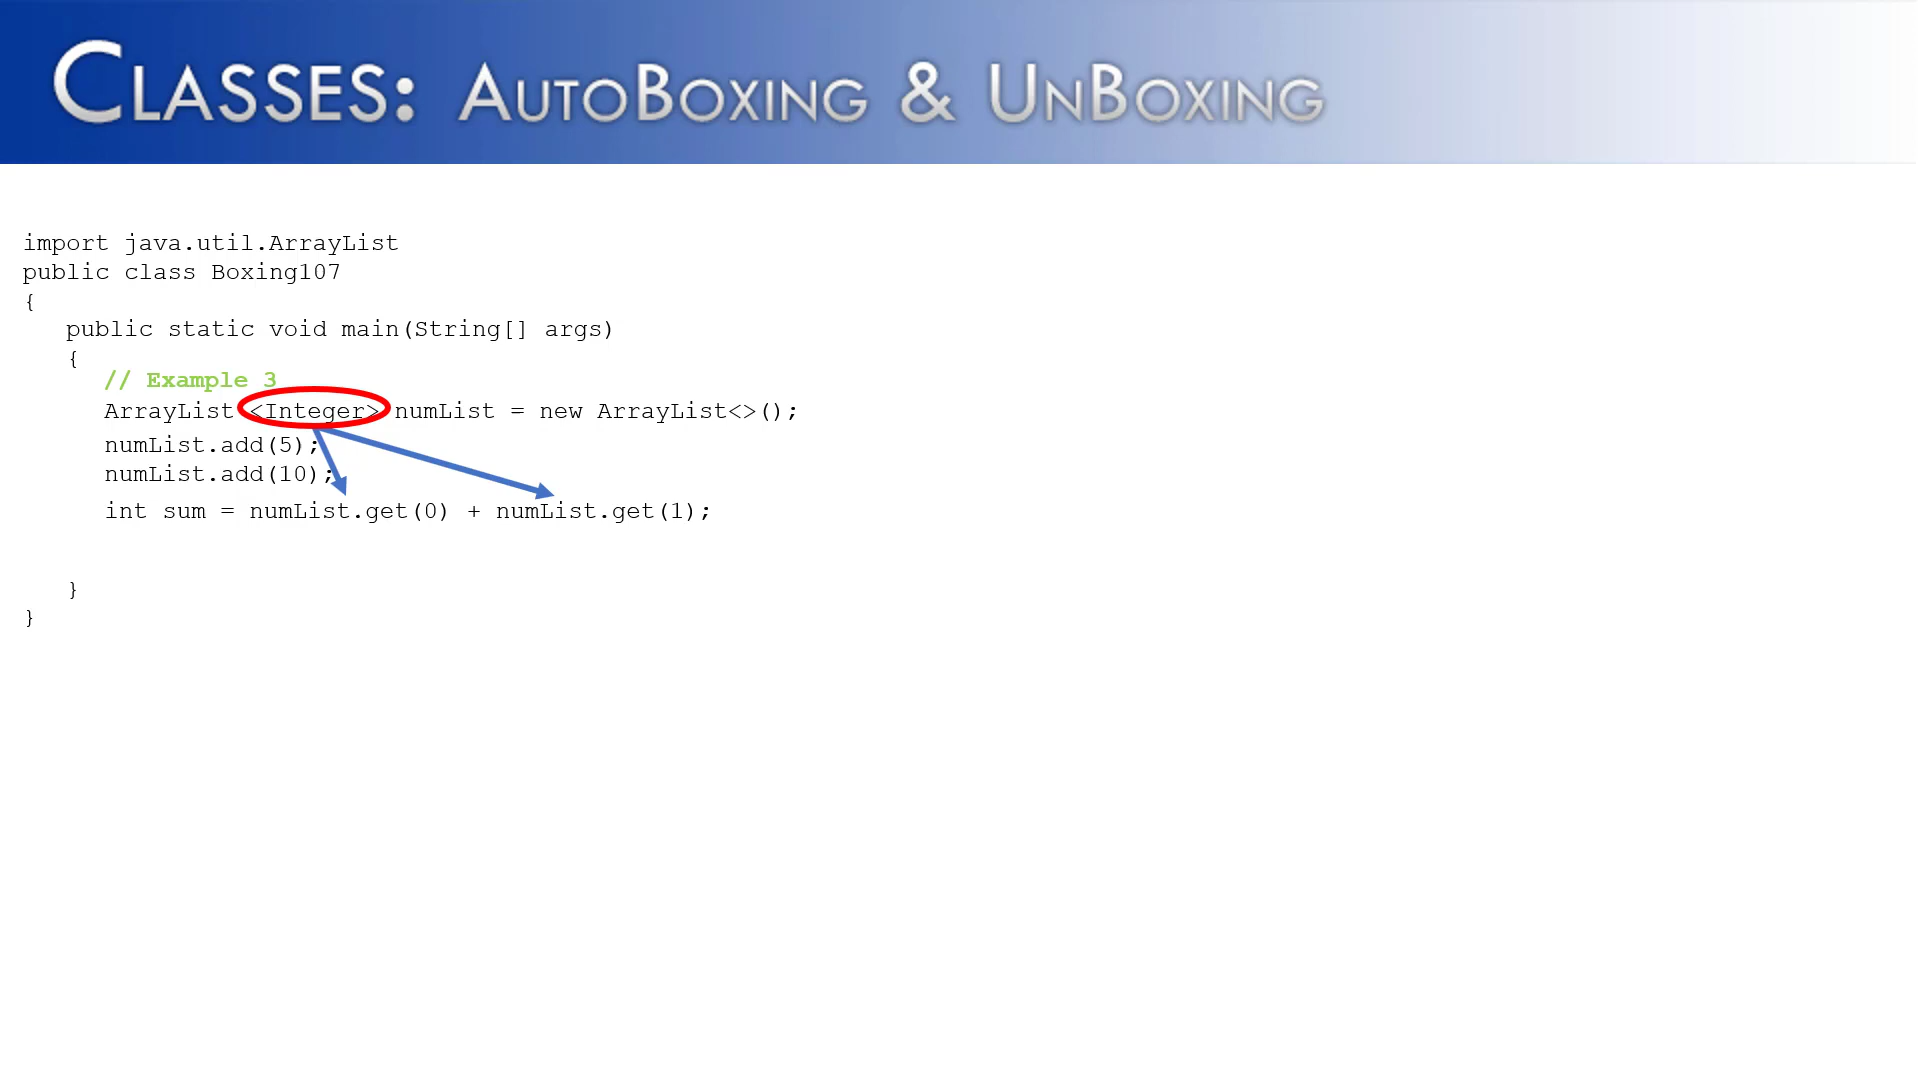 CLASSES: AUTOBOXING & UNBOXING
import java.util.ArrayList
public class Boxing107
{
public static void main(String[] args)
{
// Example 3
ArrayList <Integer> numList = new ArrayList<>();
numList.add(5);
numList.add(10);
int sum = numList.get(0) + numList.get(1);
}
}